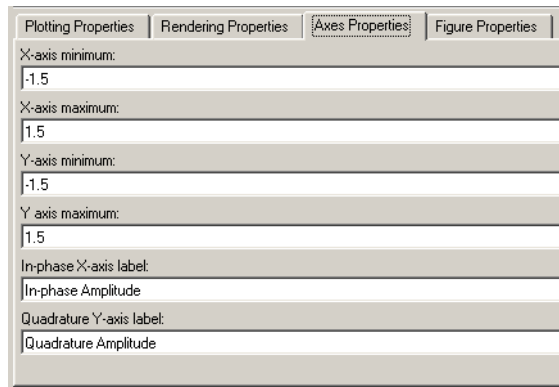 Plotting Properties Rendering Properties Axes Properties Figure Properties
X-axis minimum:
-1.5
X-axis maximum:
1.5
Y-axis minimum:
-1.5
Y axis maximum:
1.5
In-phase X-axis label:
In-phase Amplitude
Quadrature Y-axis label:
Quadrature Amplitude